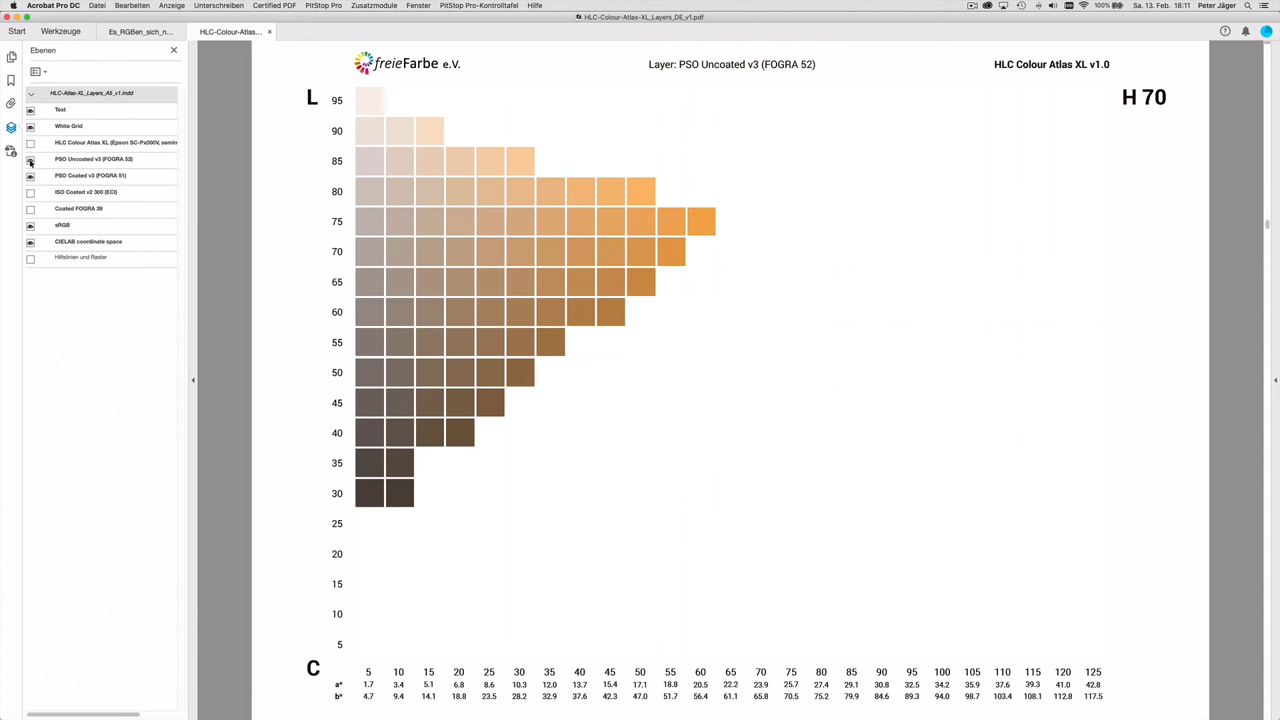 Acrobat Pro DC Datei Bearbeiten Anzeige Unterschreiben Certified PDF PitStop Pro Zusatzmodule Fenster PitStop Pro-Kontrolltafel Hilfe 100% Sa. 13. Feb. 18:11 Peter Jäger
HLC-Colour-Atlas-XL_Layers_DE_v1.pdf
Start Werkzeuge Es_RGBen_sich_n... HLC-Colour-Atlas... ×
Ebenen
HLC-Atlas-XL_Layers_A5_v1.indd
Text
White Grid
HLC Colour Atlas XL (Epson SC-Px000V, semim
PSO Uncoated v3 (FOGRA 52)
PSO Coated v3 (FOGRA 51)
ISO Coated v2 300 (ECI)
Coated FOGRA 39
sRGB
CIELAB coordinate space
Hilfslinien und Raster
freieFarbe e.V. Layer: PSO Uncoated v3 (FOGRA 52) HLC Colour Atlas XL v1.0
L 95 H 70
90
85
80
75
70
65
60
55
50
45
40
35
30
25
20
15
10
5
C 5 10 15 20 25 30 35 40 45 50 55 60 65 70 75 80 85 90 95 100 105 110 115 120 125
a* 1.7 3.4 5.1 6.8 8.6 10.3 12.0 13.7 15.4 17.1 18.8 20.5 22.2 23.9 25.7 27.4 29.1 30.8 32.5 34.2 35.9 37.6 39.3 41.0 42.8
b* 4.7 9.4 14.1 18.8 23.5 28.2 32.9 37.6 42.3 47.0 51.7 56.4 61.1 65.8 70.5 75.2 79.9 84.6 89.3 94.0 98.7 103.4 108.1 112.8 117.5